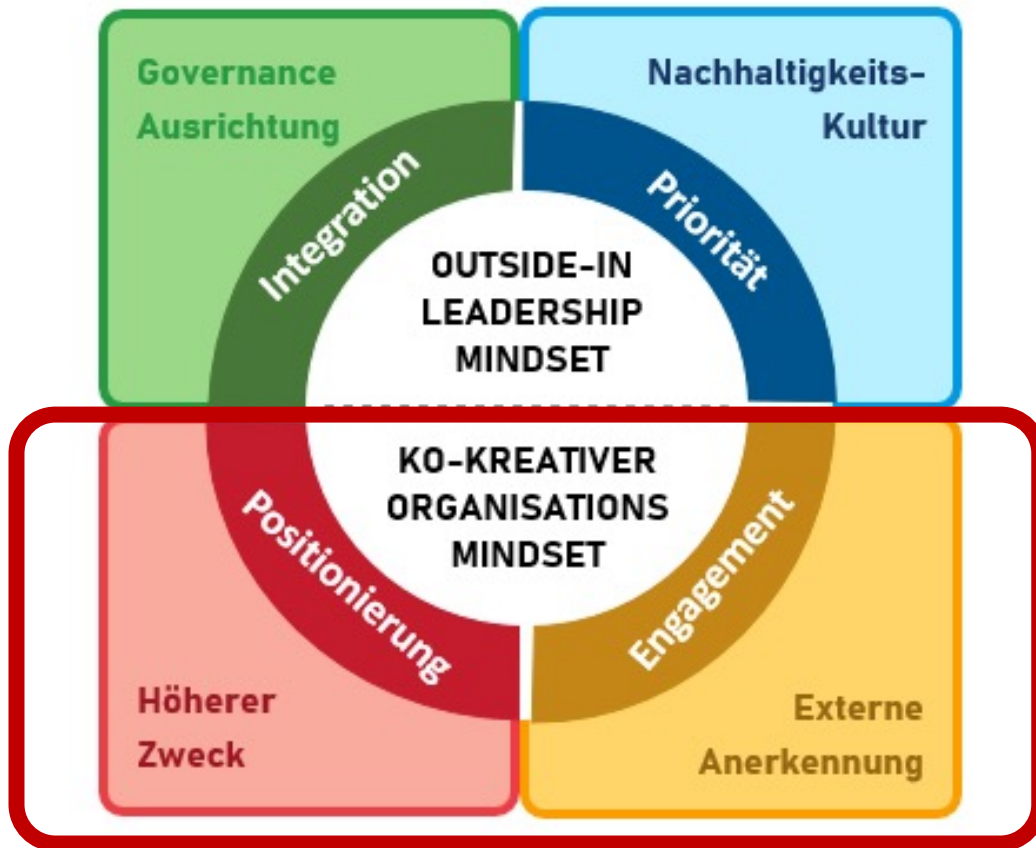 Governance
Ausrichtung
Nachhaltigkeits-
Kultur
Integration
Priorität
OUTSIDE-IN
LEADERSHIP
MINDSET
KO-KREATIVER
ORGANISATIONS
MINDSET
Positionierung
Engagement
Höherer
Zweck
Externe
Anerkennung